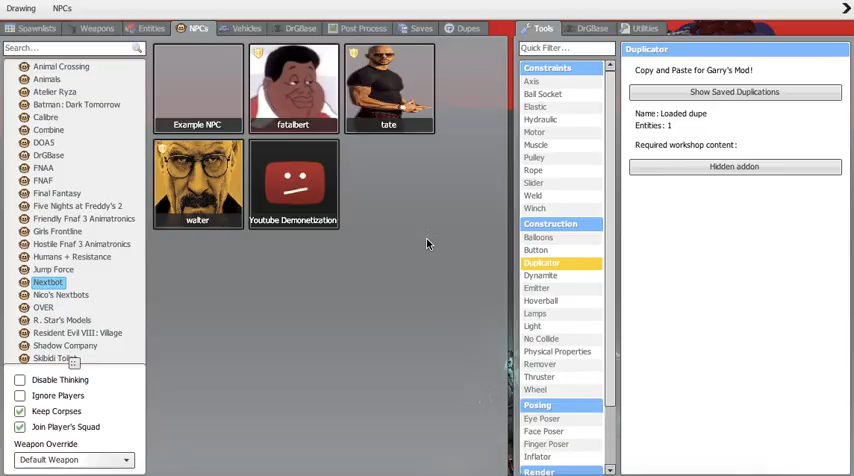 Drawing NPCs
Spawnlists Weapons Entities NPCs Vehicles DrGBase Post Process Saves Dupes
Tools DrGBase Utilities
Search...
Animal Crossing
Animals
Atelier Ryza
Batman: Dark Tomorrow
Calibre
Combine
DOA5
DrGBase
FNAA
FNAF
Final Fantasy
Five Nights at Freddy's 2
Friendly Fnaf 3 Animatronics
Girls Frontline
Hostile Fnaf 3 Animatronics
Humans + Resistance
Jump Force
Nextbot
Nico's Nextbots
OVER
R. Star's Models
Resident Evil VIII: Village
Shadow Company
Skibidi
Disable Thinking
Ignore Players
Keep Corpses
Join Player's Squad
Weapon Override
Default Weapon
Example NPC
fatalbert
tate
walter
Youtube Demonetization
Quick Filter...
Constraints
Axis
Ball Socket
Elastic
Hydraulic
Motor
Muscle
Pulley
Rope
Slider
Weld
Winch
Construction
Balloons
Button
Duplicator
Dynamite
Emitter
Hoverball
Lamps
Light
No Collide
Physical Properties
Remover
Thruster
Wheel
Posing
Eye Poser
Face Poser
Finger Poser
Inflator
Render
Duplicator
Copy and Paste for Garry's Mod!
Show Saved Duplications
Name: Loaded dupe
Entities: 1
Required workshop content:
Hidden addon